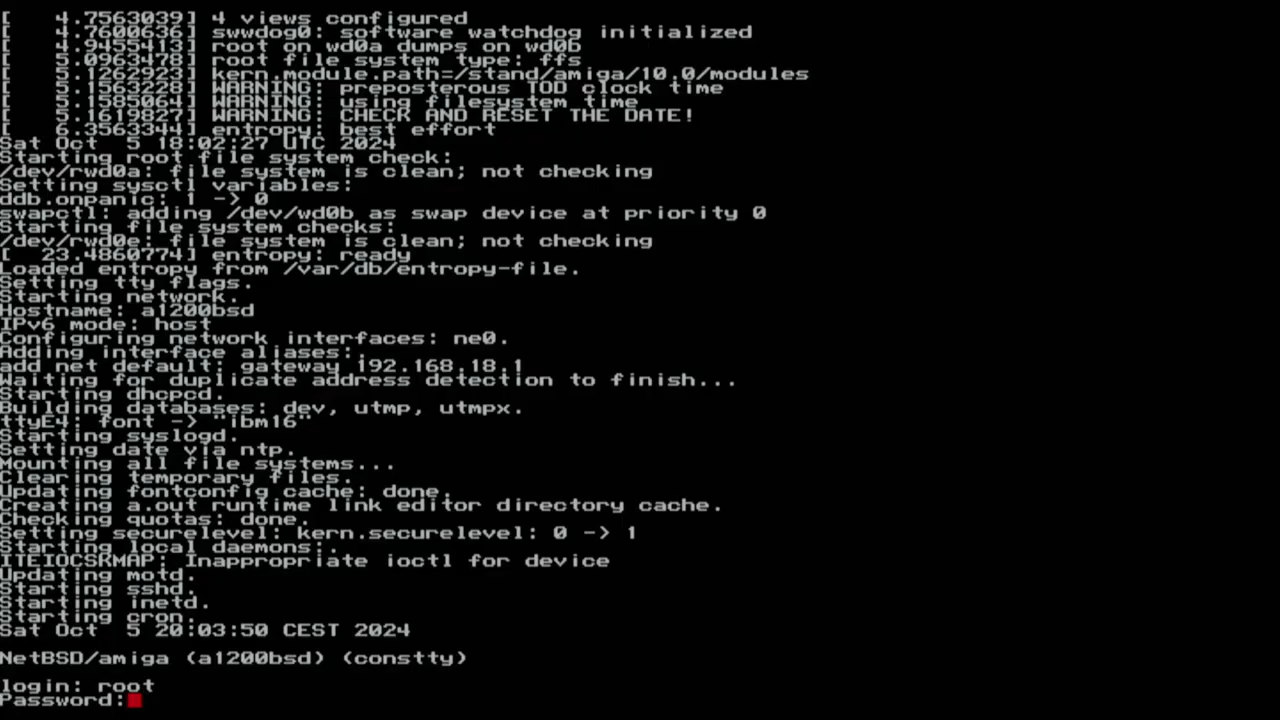 [   4.7563039] 4 views configured
[   4.7600636] swwdog0: software watchdog initialized
[   4.9455413] root on wd0a dumps on wd0b
[   5.0963478] root file system type: ffs
[   5.1262923] kern.module.path=/stand/amiga/10.0/modules
[   5.1563228] WARNING: preposterous TOD clock time
[   5.1585064] WARNING: using filesystem time
[   5.1619827] WARNING: CHECK AND RESET THE DATE!
[   6.3563344] entropy: best effort
Sat Oct  5 18:02:27 UTC 2024
Starting root file system check:
/dev/rwd0a: file system is clean; not checking
Setting sysctl variables:
ddb.onpanic: 1 -> 0
swapctl: adding /dev/wd0b as swap device at priority 0
Starting file system checks:
/dev/rwd0e: file system is clean; not checking
[  23.4860774] entropy: ready
Loaded entropy from /var/db/entropy-file.
Setting tty flags.
Starting network.
Hostname: a1200bsd
IPv6 mode: host
Configuring network interfaces: ne0.
Adding interface aliases:.
add net default: gateway 192.168.18.1
Waiting for duplicate address detection to finish...
Starting dhcpcd.
Building databases: dev, utmp, utmpx.
ttyE4: font -> "ibm16"
Starting syslogd.
Setting date via ntp.
Mounting all file systems...
Clearing temporary files.
Updating fontconfig cache: done.
Creating a.out runtime link editor directory cache.
Checking quotas: done.
Setting securelevel: kern.securelevel: 0 -> 1
Starting local daemons:.
ITEIOCSKMAP: Inappropriate ioctl for device
Updating motd.
Starting sshd.
Starting inetd.
Starting cron.
Sat Oct  5 20:03:50 CEST 2024
NetBSD/amiga (a1200bsd) (constty)
login: root
Password: